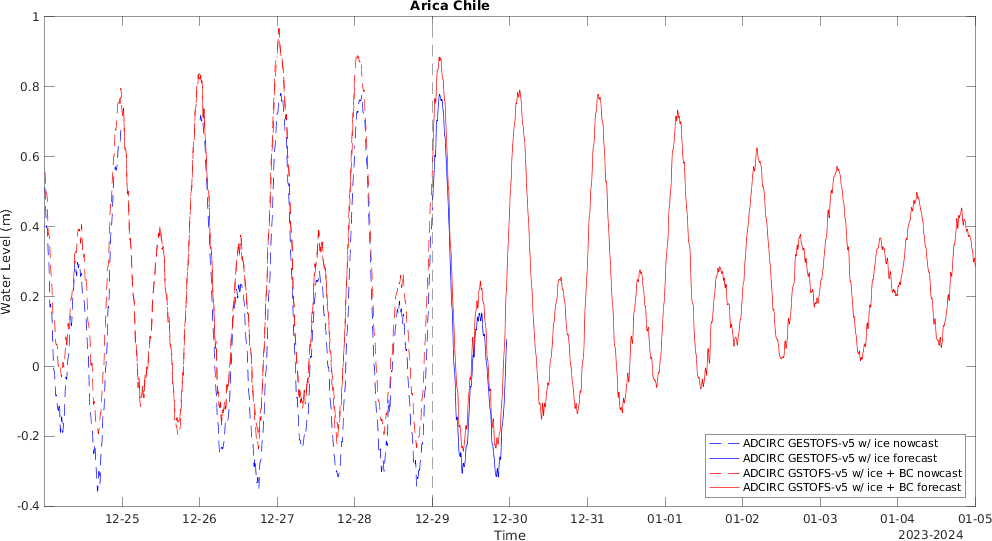 Arica Chile
Water Level (m)
1
0.8
0.6
0.4
0.2
0
-0.2
-0.4
12-25 12-26 12-27 12-28 12-29 12-30 12-31 01-01 01-02 01-03 01-04 01-05
Time
2023-2024
ADCIRC GESTOFS-v5 w/ ice nowcast
ADCIRC GESTOFS-v5 w/ ice forecast
ADCIRC GSTOFS-v5 w/ ice + BC nowcast
ADCIRC GSTOFS-v5 w/ ice + BC forecast